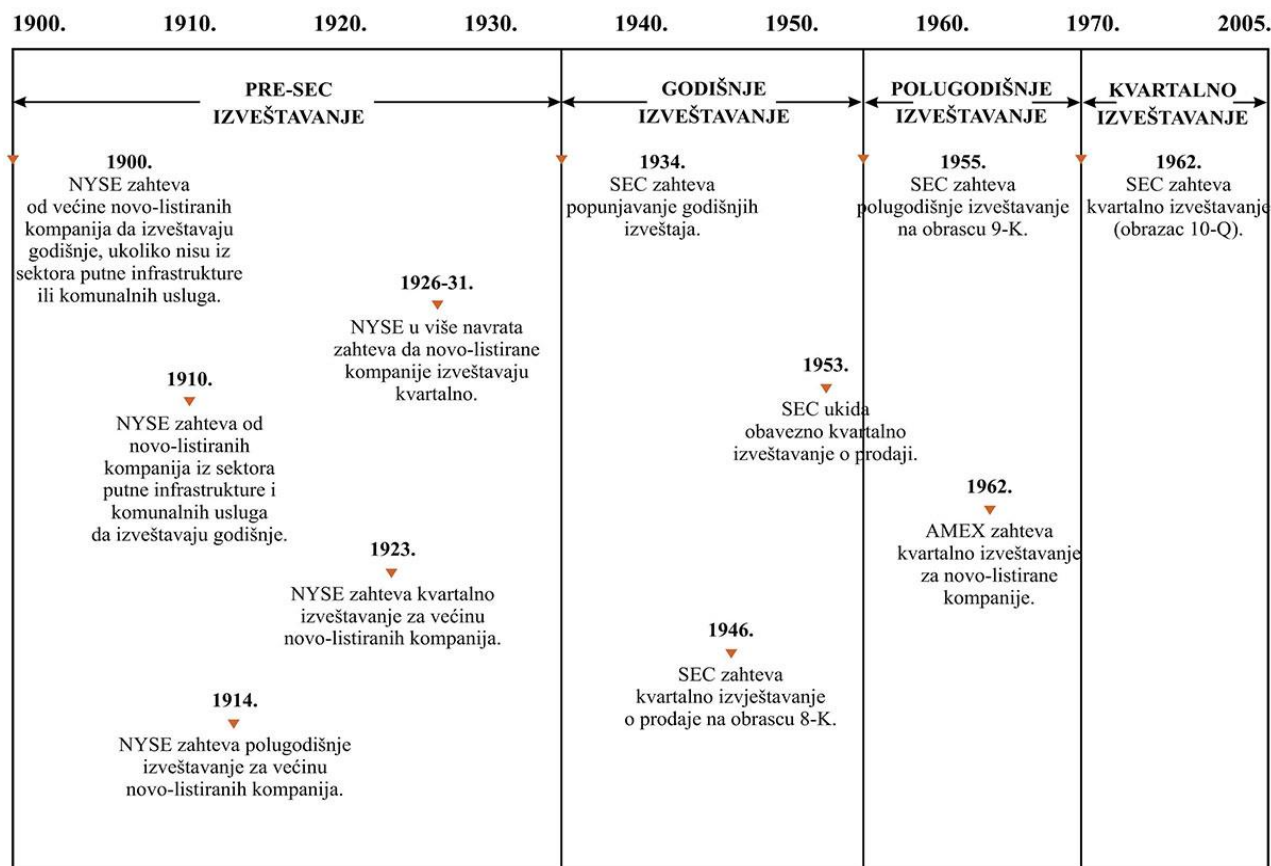 1900. 1910. 1920. 1930. 1940. 1950. 1960. 1970. 2005.
PRE-SEC
IZVEŠTAVANJE
GODIŠNJE
IZVEŠTAVANJE
POLUGODIŠNJE
IZVEŠTAVANJE
KVARTALNO
IZVEŠTAVANJE
1900.
NYSE zahteva
od većine novo-listiranih
kompanija da izveštavaju
godišnje, ukoliko nisu iz
sektora putne infrastrukture
ili komunalnih usluga.
1910.
NYSE zahteva od
novo-listiranih
kompanija iz sektora
putne infrastrukture i
komunalnih usluga
da izveštavaju godišnje.
1914.
NYSE zahteva polugodišnje
izveštavanje za većinu
novo-listiranih kompanija.
1926-31.
NYSE u više navrata
zahteva da novo-listirane
kompanije izveštavaju
kvartalno.
1923.
NYSE zahteva kvartalno
izveštavanje za većinu
novo-listiranih kompanija.
1934.
SEC zahteva
popunjavanje godišnjih
izveštaja.
1953.
SEC ukida
obavezno kvartalno
izveštavanje o prodaji.
1946.
SEC zahteva
kvartalno izvještavanje
o prodaje na obrascu 8-K.
1955.
SEC zahteva
polugodišnje izveštavanje
na obrascu 9-K.
1962.
AMEX zahteva
kvartalno izveštavanje
za novo-listirane
kompanije.
1962.
SEC zahteva
kvartalno izveštavanje
(obrazac 10-Q).